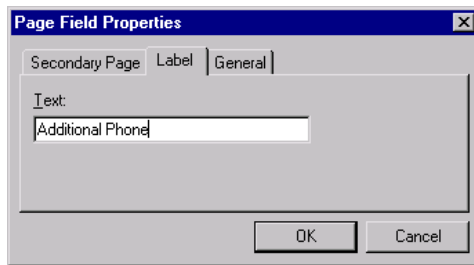 Page Field Properties
Secondary Page Label General
Text:
Additional Phone
OK Cancel